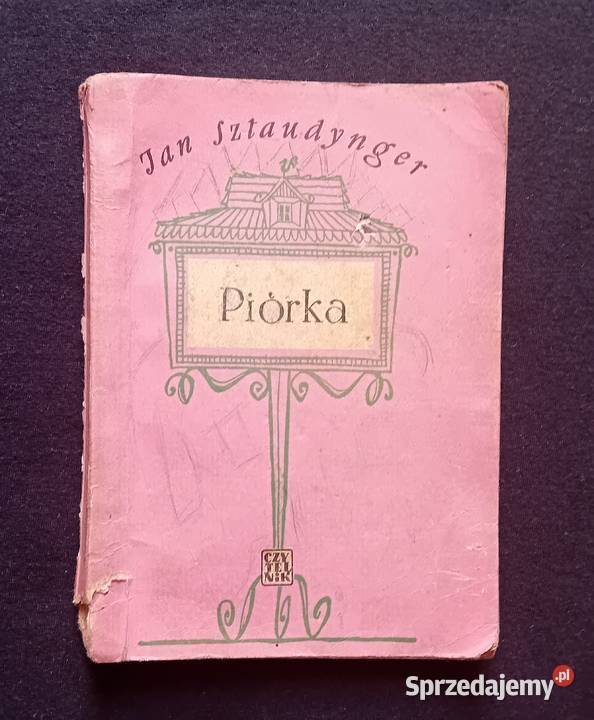 Jan Sztaudynger
Piórka
CZY
TEL
NIK
Sprzedajemy.pl